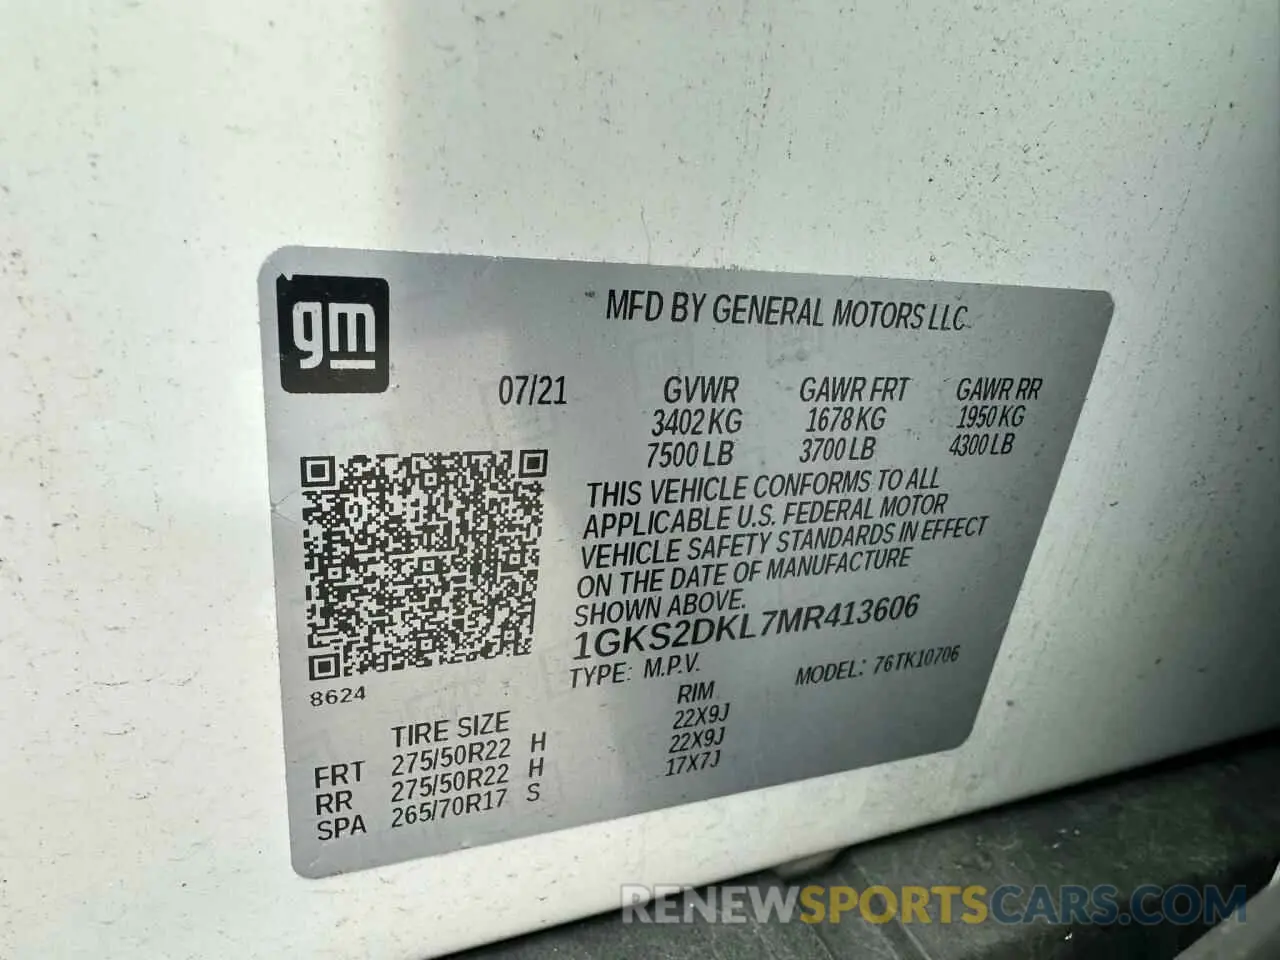 gm
MFD BY GENERAL MOTORS LLC
07/21
GVWR GAWR FRT GAWR RR
3402 KG 1678 KG 1950 KG
7500 LB 3700 LB 4300 LB
THIS VEHICLE CONFORMS TO ALL
APPLICABLE U.S. FEDERAL MOTOR
VEHICLE SAFETY STANDARDS IN EFFECT
ON THE DATE OF MANUFACTURE
SHOWN ABOVE.
1GKS2DKL7MR413606
TYPE: M.P.V. MODEL: 76TK10706
8624
TIRE SIZE RIM
FRT 275/50R22 H 22X9J
RR 275/50R22 H 22X9J
SPA 265/70R17 S 17X7J
RENEWSPORTSCARS.COM